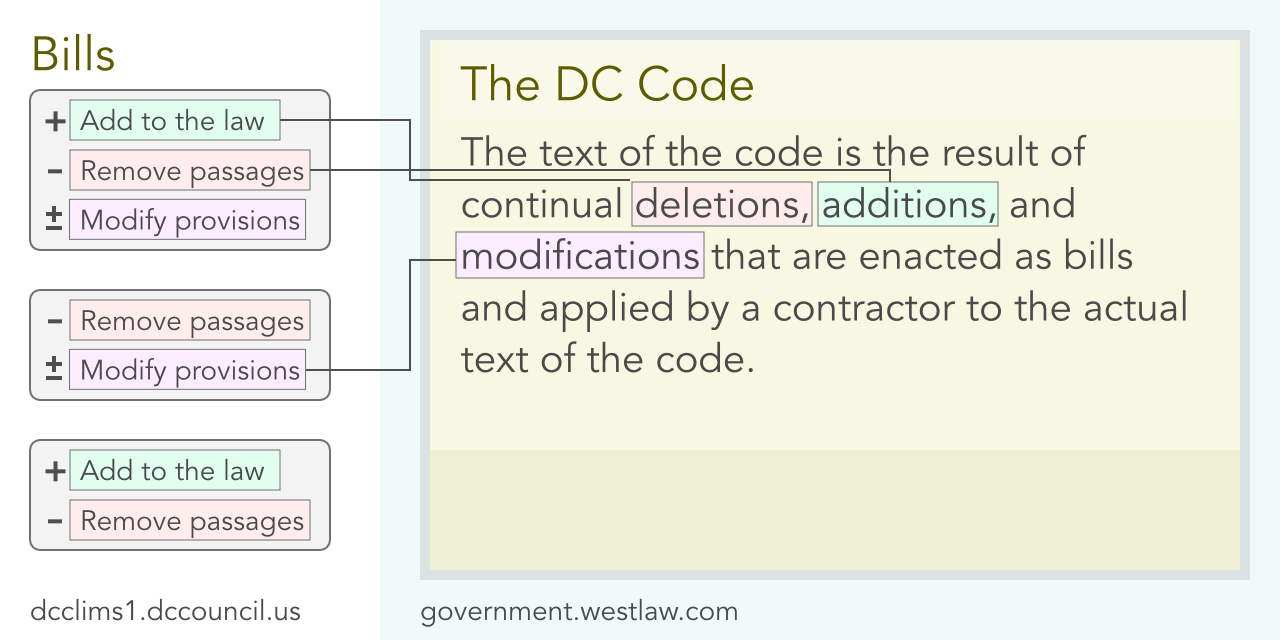 Bills
+ Add to the law
- Remove passages
± Modify provisions
- Remove passages
± Modify provisions
+ Add to the law
- Remove passages
dcclims1.dccouncil.us
The DC Code
The text of the code is the result of
continual deletions, additions, and
modifications that are enacted as bills
and applied by a contractor to the actual
text of the code.
government.westlaw.com